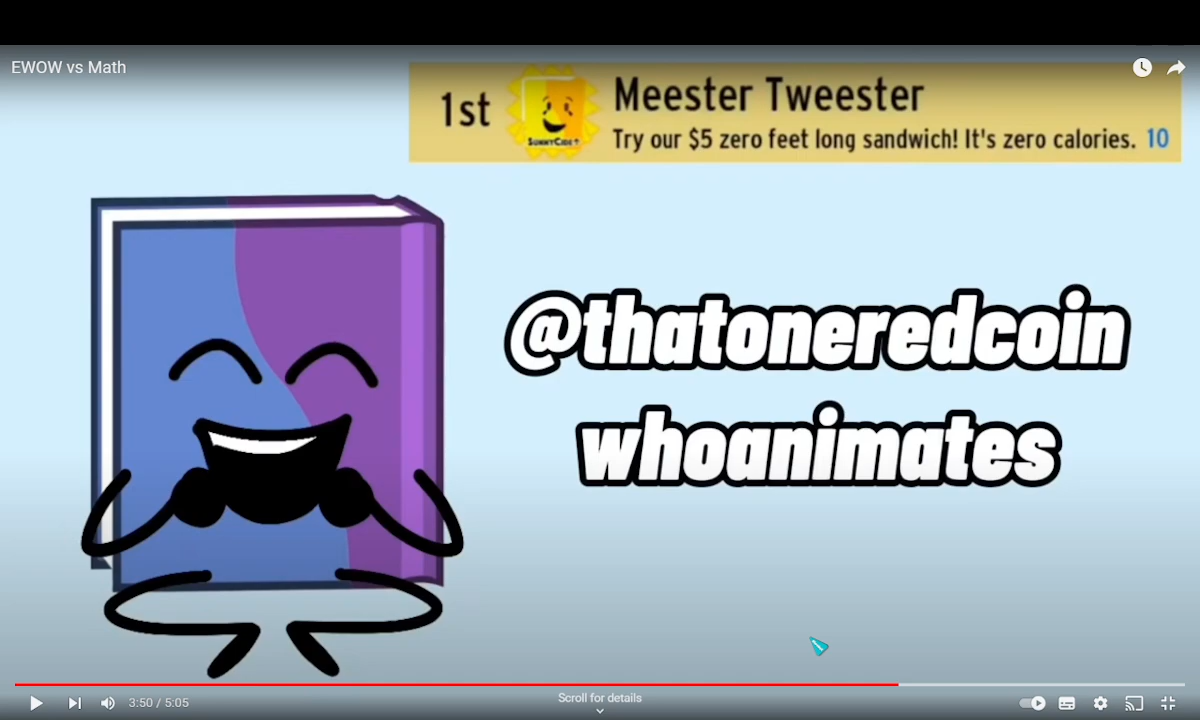 EWOW vs Math
1st
SUNNYCIDE?
Meester Tweester
Try our $5 zero feet long sandwich! It's zero calories. 10
@thatoneredcoin
whoanimates
3:50 / 5:05
Scroll for details